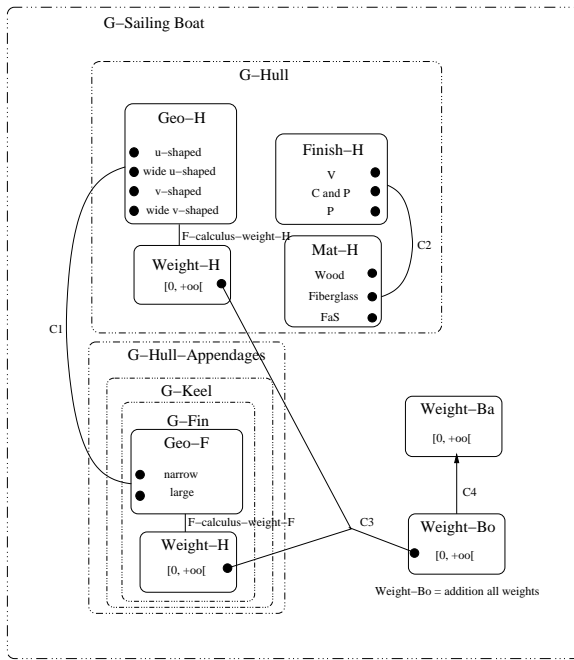 G–Sailing Boat
G–Hull
Geo–H
u–shaped
wide u–shaped
v–shaped
wide v–shaped
Finish–H
V
C and P
P
F–calculus–weight–H
Weight–H
[0, +oo[
Mat–H
Wood
Fiberglass
FaS
C2
C1
G–Hull–Appendages
G–Keel
G–Fin
Geo–F
narrow
large
F–calculus–weight–F
Weight–H
[0, +oo[
C3
Weight–Ba
[0, +oo[
C4
Weight–Bo
[0, +oo[
Weight–Bo = addition all weights